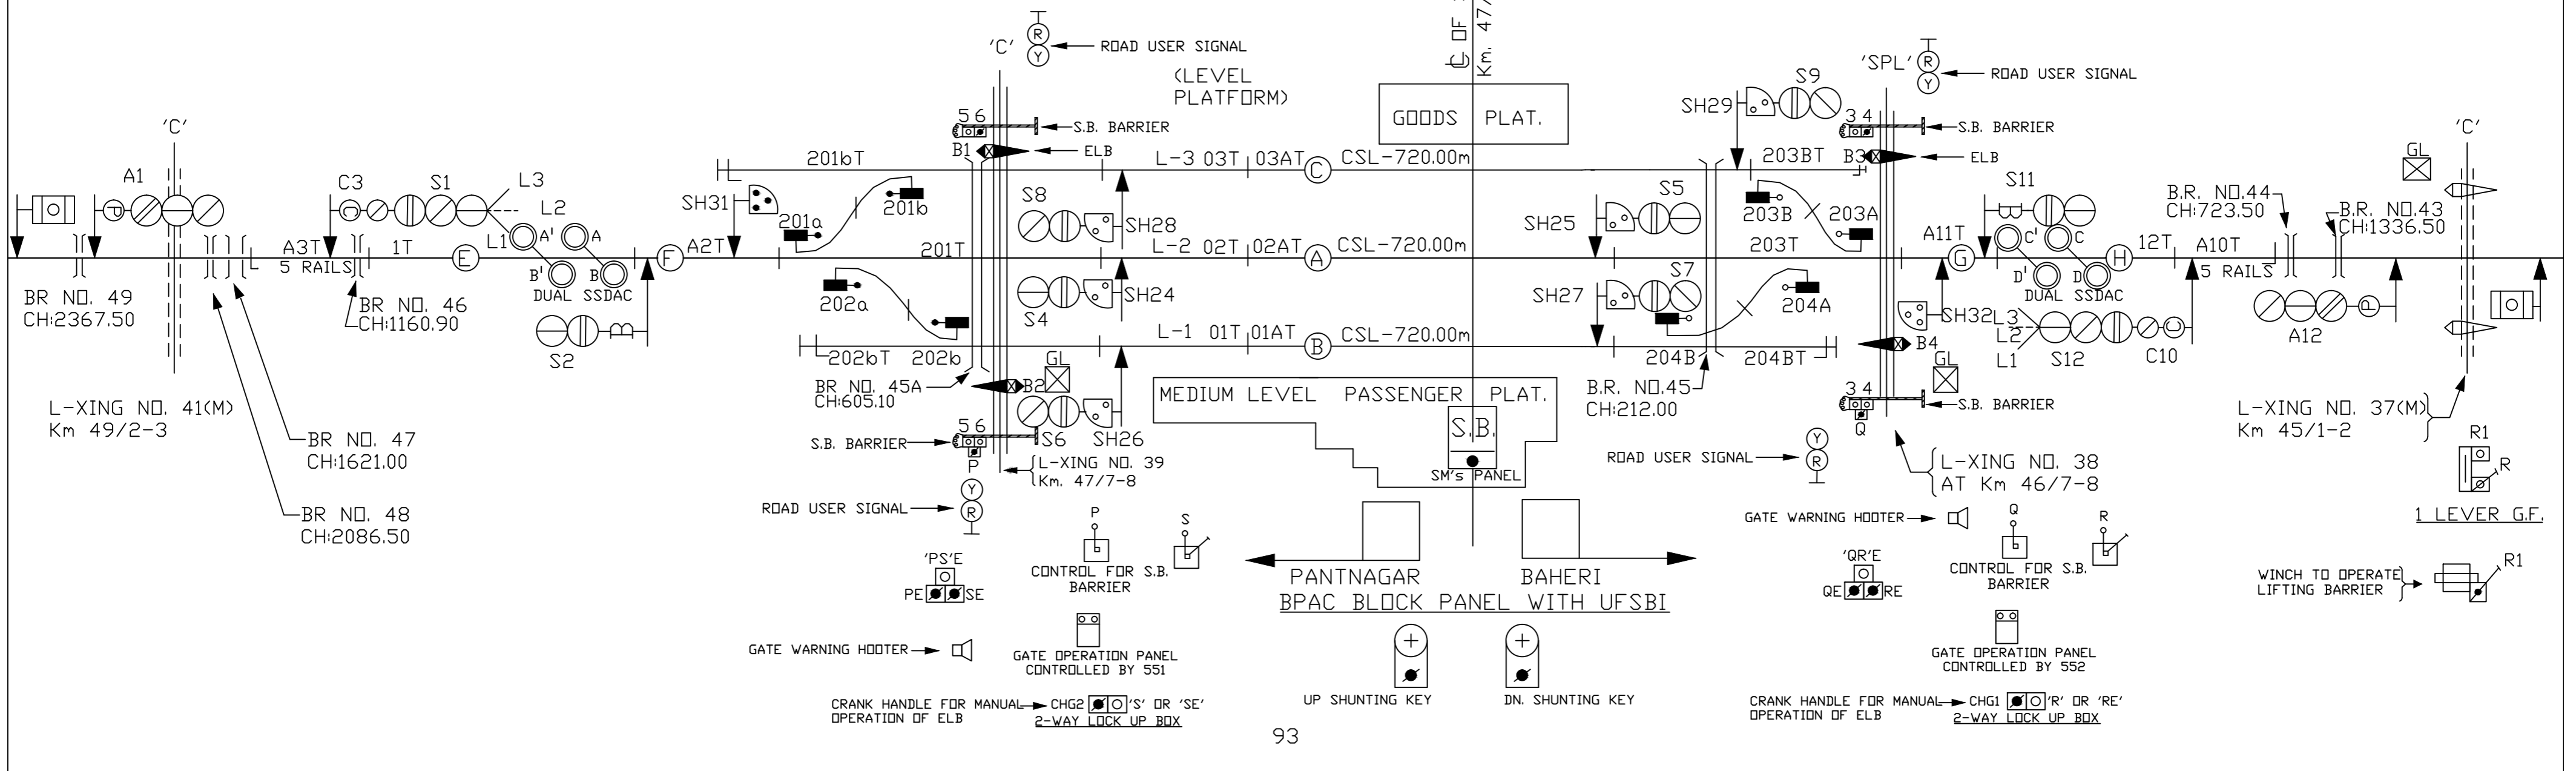 'C'
R
Y
ROAD USER SIGNAL
(LEVEL
PLATFORM)
Km. 47/
GOODS PLAT.
S9
SH29
'SPL'
R
Y
ROAD USER SIGNAL
'C'
A1
P
C3
C
S1
L3
L2
L1
A'
A
B'
B
DUAL SSDAC
A3T
5 RAILS
1T
E
F
A2T
B
S2
BR NO. 49
CH:2367.50
BR NO. 46
CH:1160.90
L-XING NO. 41(M)
Km 49/2-3
BR NO. 47
CH:1621.00
BR NO. 48
CH:2086.50
5 6
S.B. BARRIER
B1
ELB
201bT
SH31
201a
201b
201T
202a
202bT
202b
S8
SH28
S4
SH24
L-3 03T 03AT
C
CSL-720.00m
L-2 02T 02AT
A
CSL-720.00m
L-1 01T 01AT
B
CSL-720.00m
BR NO. 45A
CH:605.10
B2
GL
S6
SH26
5 6
S.B. BARRIER
P
L-XING NO. 39
Km. 47/7-8
Y
R
ROAD USER SIGNAL
MEDIUM LEVEL PASSENGER PLAT.
S.B.
SM's PANEL
S5
SH25
S7
SH27
3 4
S.B. BARRIER
B3
ELB
203BT
203B
203A
203T
204A
204B
204BT
B.R. NO.45
CH:212.00
S11
B
A11T
G
C'
C
D'
D
DUAL SSDAC
H
12T
A10T
5 RAILS
SH32
L3
L2
L1
S12
C
C10
B4
GL
3 4
S.B. BARRIER
Q
ROAD USER SIGNAL
Y
R
L-XING NO. 38
AT Km 46/7-8
B.R. NO.44
CH:723.50
B.R. NO.43
CH:1336.50
GL
'C'
A12
P
L-XING NO. 37(M)
Km 45/1-2
R1
R
1 LEVER G.F.
WINCH TO OPERATE
LIFTING BARRIER
R1
'PS'E
PE
SE
P
S
CONTROL FOR S.B.
BARRIER
GATE WARNING HOOTER
GATE OPERATION PANEL
CONTROLLED BY 551
CRANK HANDLE FOR MANUAL
OPERATION OF ELB
CHG2
'S' OR 'SE'
2-WAY LOCK UP BOX
PANTNAGAR
BAHERI
BPAC BLOCK PANEL WITH UFSBI
UP SHUNTING KEY
DN. SHUNTING KEY
GATE WARNING HOOTER
'QR'E
QE
RE
Q
R
CONTROL FOR S.B.
BARRIER
GATE OPERATION PANEL
CONTROLLED BY 552
CRANK HANDLE FOR MANUAL
OPERATION OF ELB
CHG1
'R' OR 'RE'
2-WAY LOCK UP BOX
93